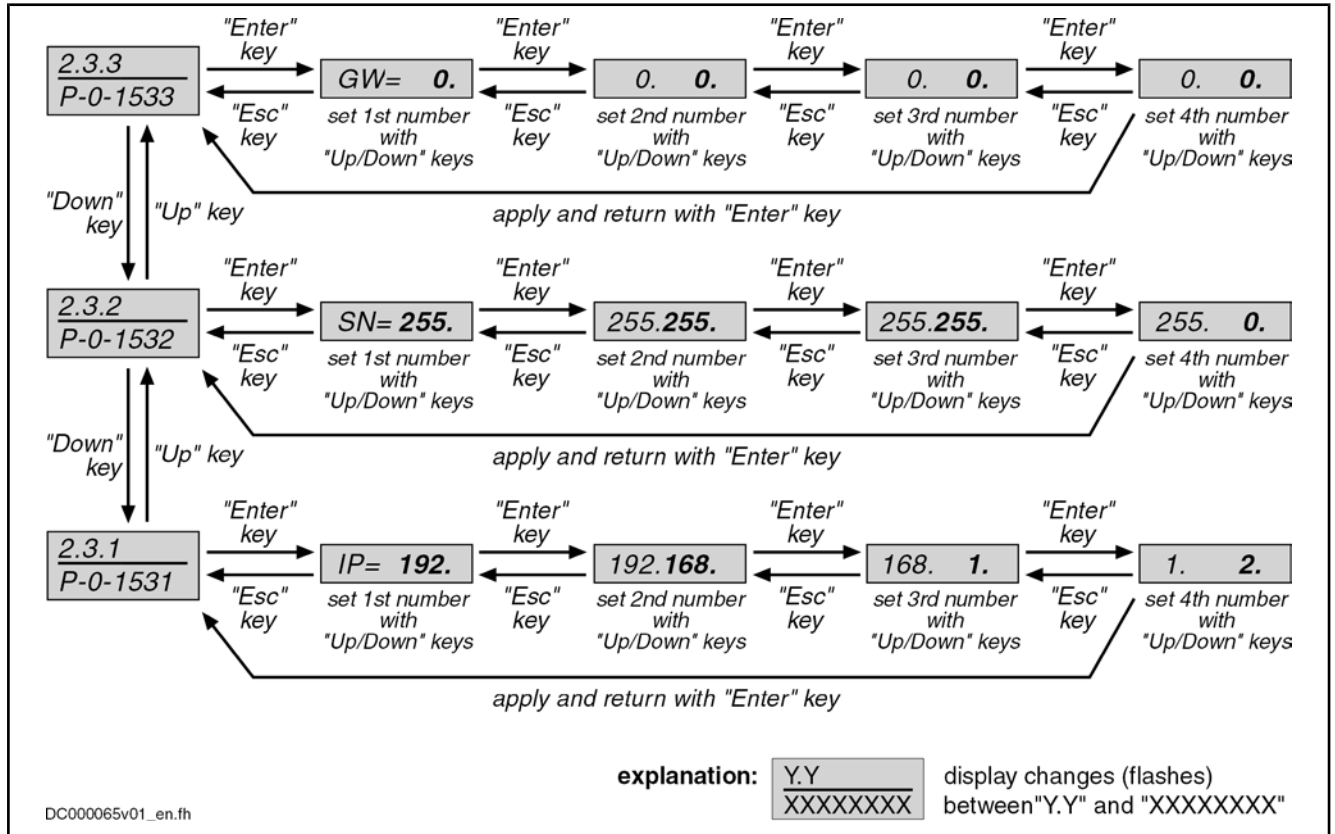 "Enter" key
"Enter" key
"Enter" key
"Enter" key
2.3.3
P-0-1533
GW= 0.
0. 0.
0. 0.
0. 0.
"Esc" key
"Esc" key
"Esc" key
"Esc" key
set 1st number with "Up/Down" keys
set 2nd number with "Up/Down" keys
set 3rd number with "Up/Down" keys
set 4th number with "Up/Down" keys
apply and return with "Enter" key
"Down" key
"Up" key
"Enter" key
"Enter" key
"Enter" key
"Enter" key
2.3.2
P-0-1532
SN= 255.
255.255.
255.255.
255. 0.
"Esc" key
"Esc" key
"Esc" key
"Esc" key
set 1st number with "Up/Down" keys
set 2nd number with "Up/Down" keys
set 3rd number with "Up/Down" keys
set 4th number with "Up/Down" keys
apply and return with "Enter" key
"Down" key
"Up" key
"Enter" key
"Enter" key
"Enter" key
"Enter" key
2.3.1
P-0-1531
IP= 192.
192.168.
168. 1.
1. 2.
"Esc" key
"Esc" key
"Esc" key
"Esc" key
set 1st number with "Up/Down" keys
set 2nd number with "Up/Down" keys
set 3rd number with "Up/Down" keys
set 4th number with "Up/Down" keys
apply and return with "Enter" key
explanation:
Y.Y
XXXXXXXX
display changes (flashes)
between"Y.Y" and "XXXXXXXX"
DC000065v01_en.fh